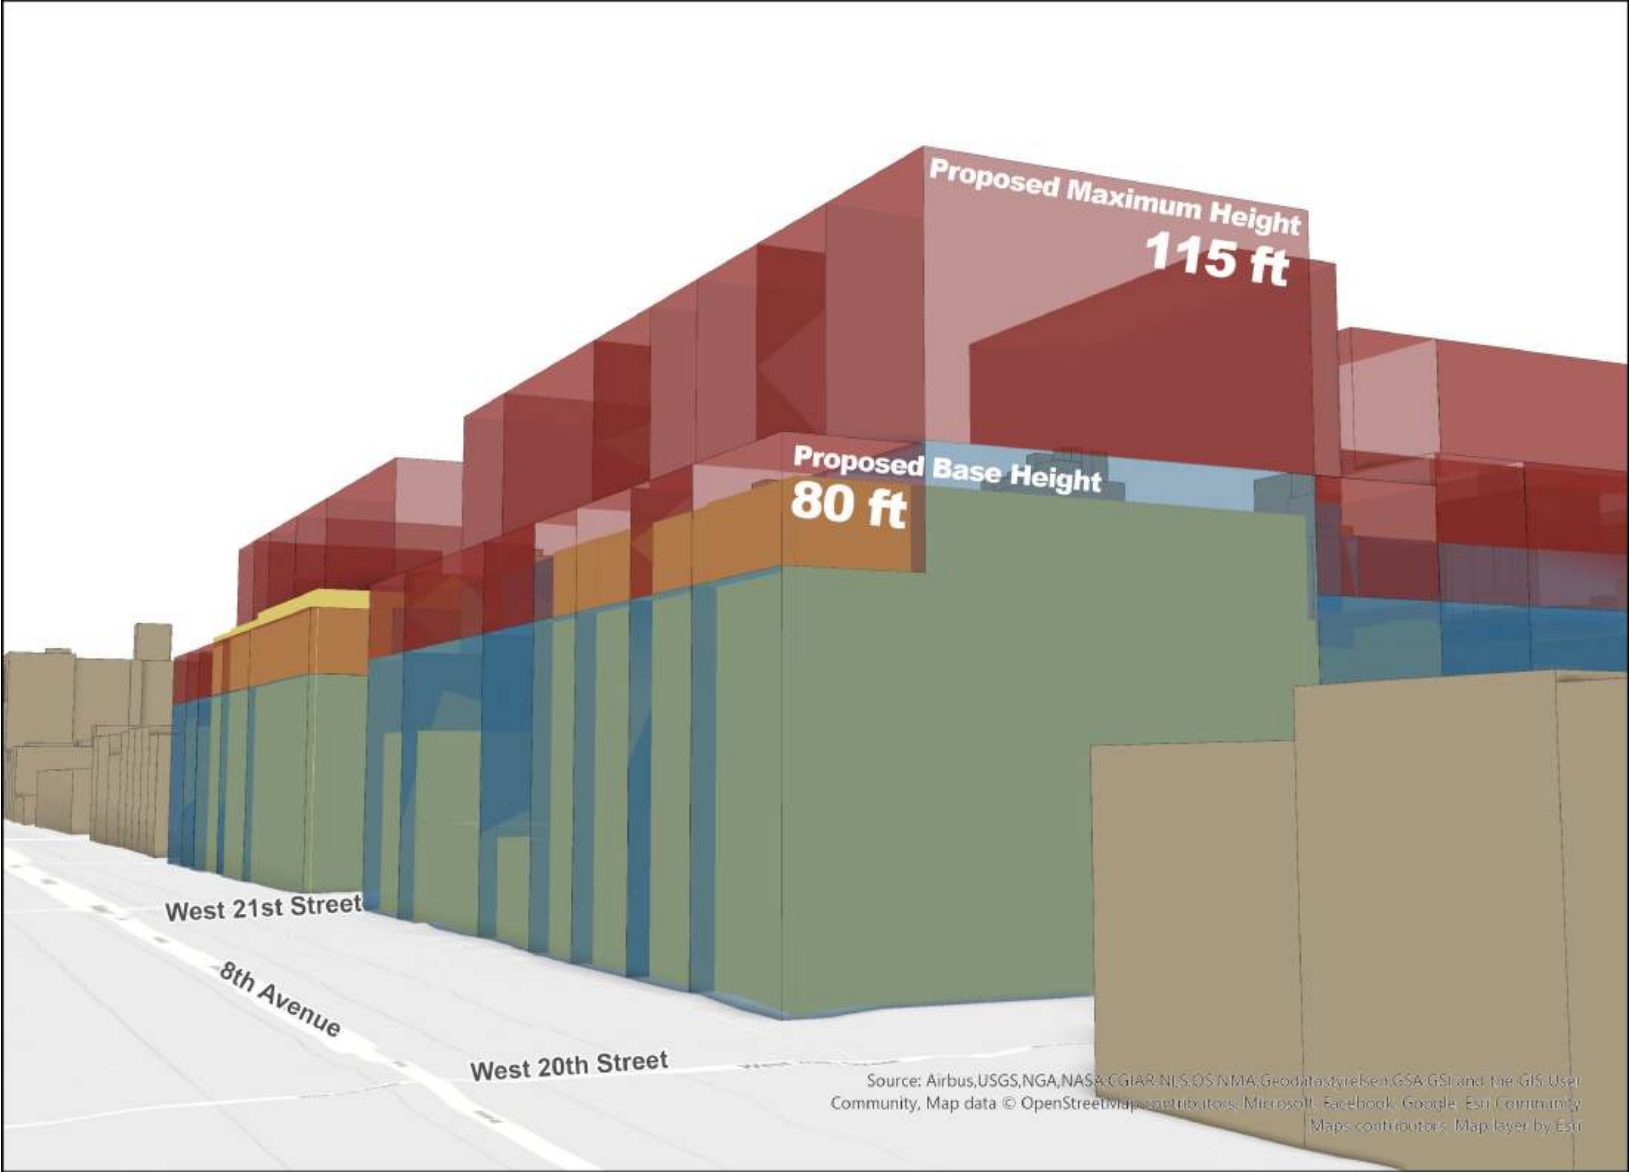 Proposed Maximum Height
115 ft
Proposed Base Height
80 ft
West 21st Street
8th Avenue
West 20th Street
Source: Airbus,USGS,NGA,NASA,CGIAR,NLS,OS,NMA,Geodatastyrelsen,GSA,GSI and the GIS User
Community, Map data © OpenStreetMap contributors, Microsoft, Facebook, Google, Esri Community
Maps contributors, Map layer by Esri